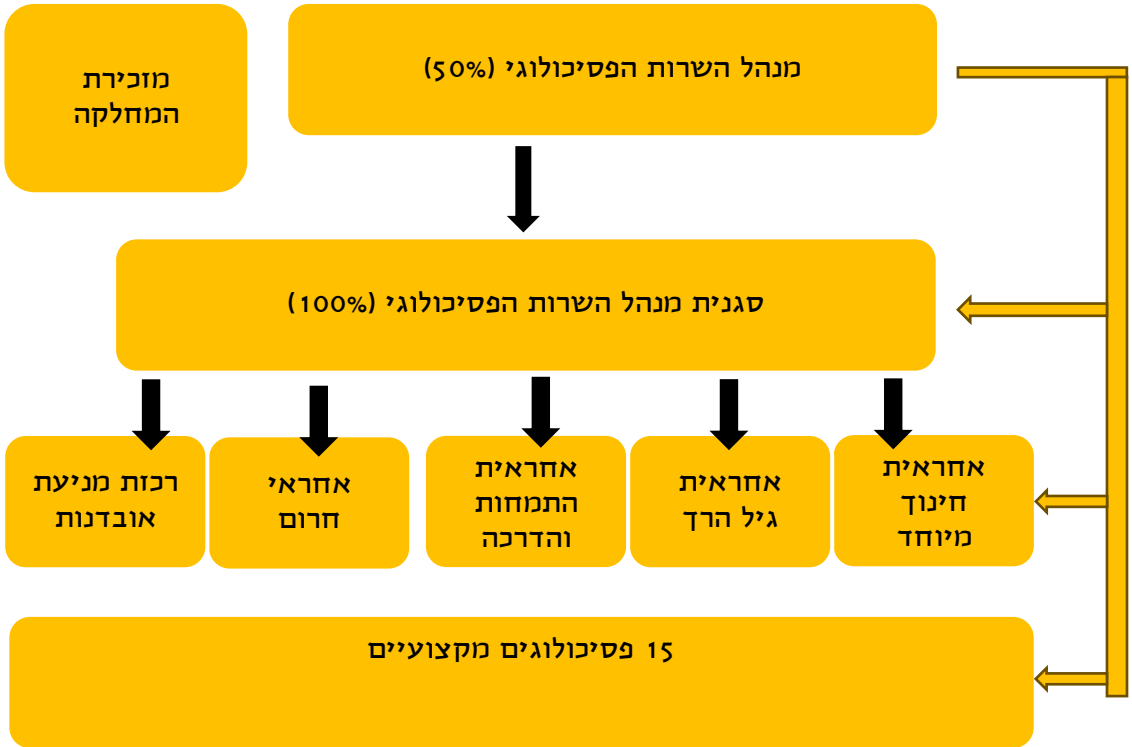 מנהל השרות הפסיכולוגי (50%)
מזכירת
המחלקה
סגנית מנהל השרות הפסיכולוגי (100%)
אחראית
חינוך
מיוחד
אחראית
גיל הרך
אחראית
התמחות
והדרכה
אחראי
חרום
רכזת מניעת
אובדנות
15 פסיכולוגים מקצועיים